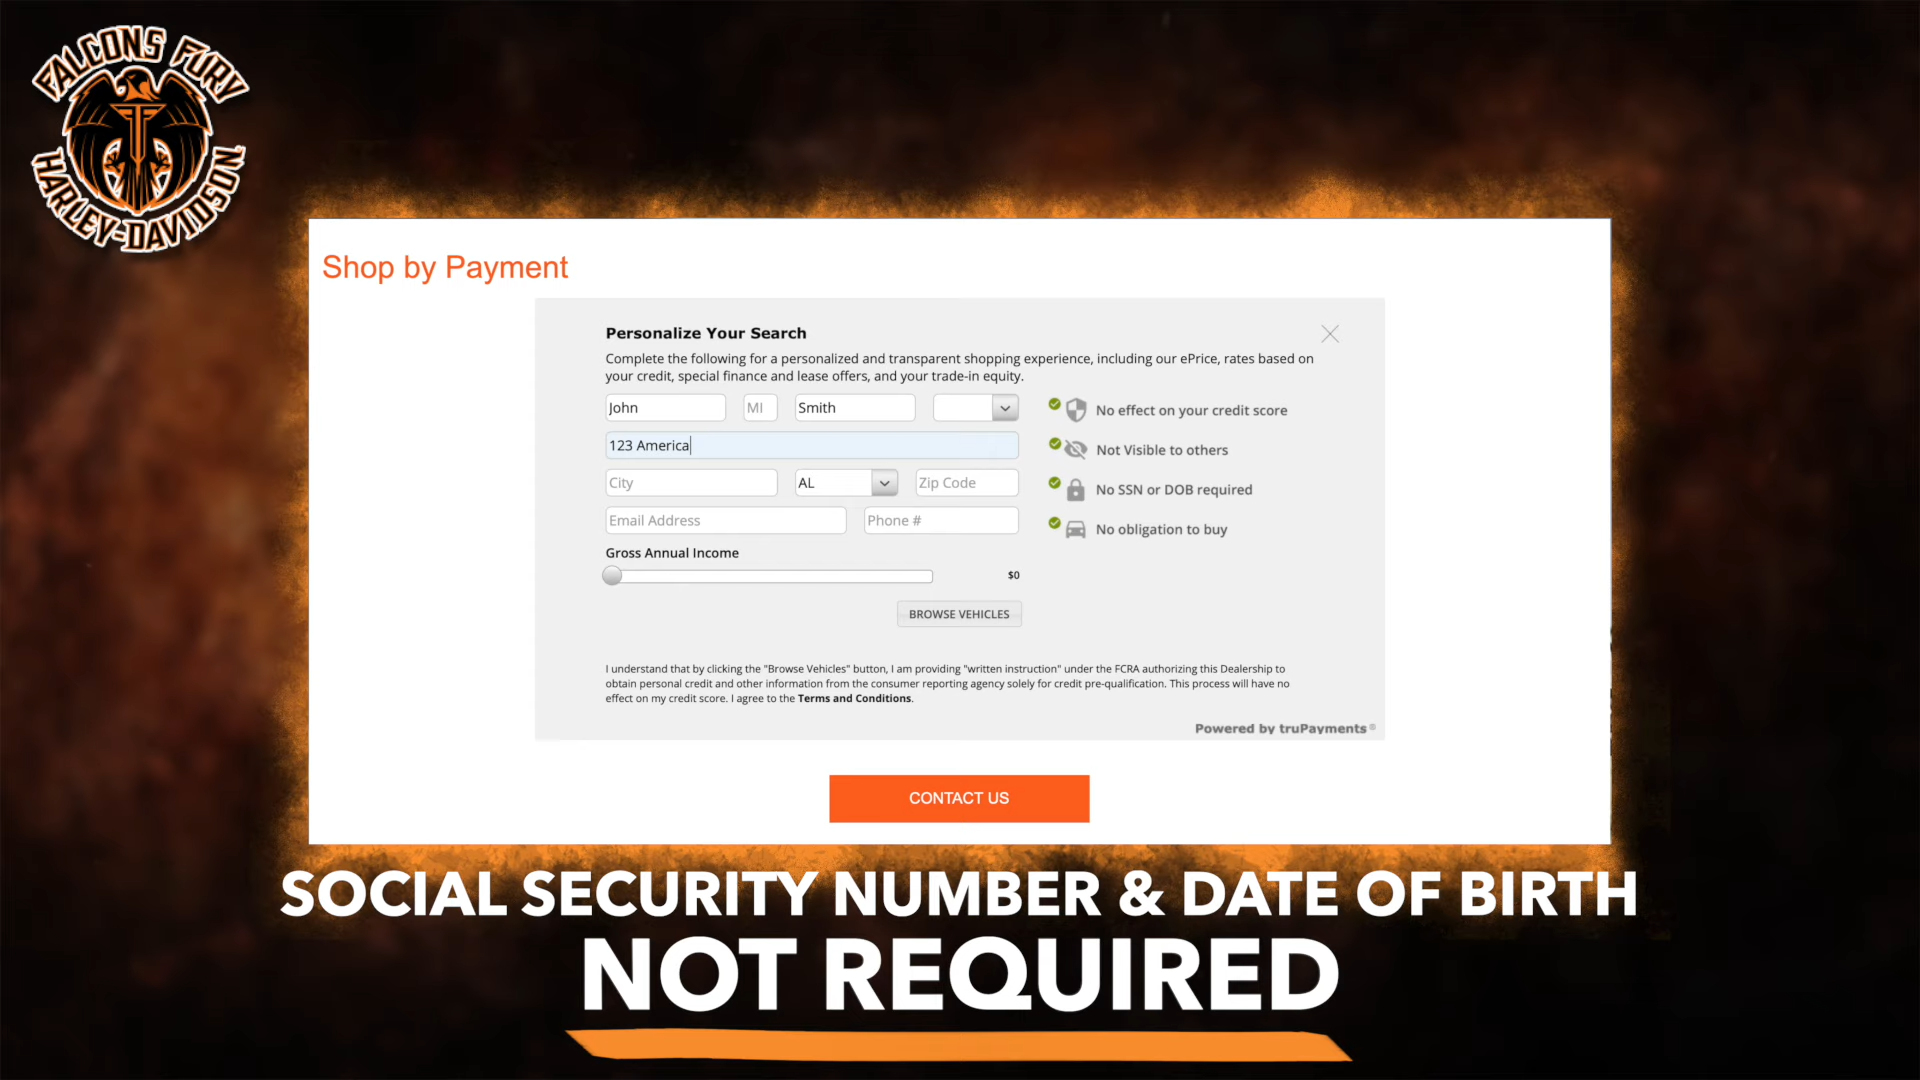 FALCONS FURY
HARLEY-DAVIDSON
Shop by Payment
Personalize Your Search
Complete the following for a personalized and transparent shopping experience, including our ePrice, rates based on
your credit, special finance and lease offers, and your trade-in equity.
John MI Smith
123 America
City AL Zip Code
Email Address Phone #
Gross Annual Income
$0
BROWSE VEHICLES
No effect on your credit score
Not Visible to others
No SSN or DOB required
No obligation to buy
I understand that by clicking the "Browse Vehicles" button, I am providing "written instruction" under the FCRA authorizing this Dealership to
obtain personal credit and other information from the consumer reporting agency solely for credit pre-qualification. This process will have no
effect on my credit score. I agree to the Terms and Conditions.
Powered by truPayments
CONTACT US
SOCIAL SECURITY NUMBER & DATE OF BIRTH
NOT REQUIRED